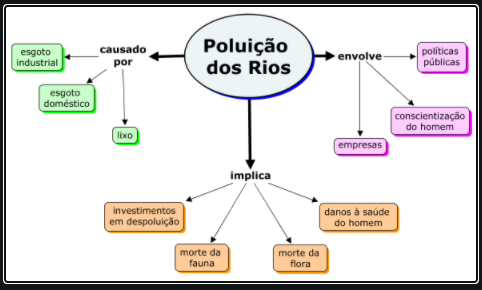 Poluição
dos Rios
causado
por
esgoto
industrial
esgoto
doméstico
lixo
envolve
políticas
públicas
conscientização
do homem
empresas
implica
investimentos
em despoluição
morte da
fauna
morte da
flora
danos à saúde
do homem